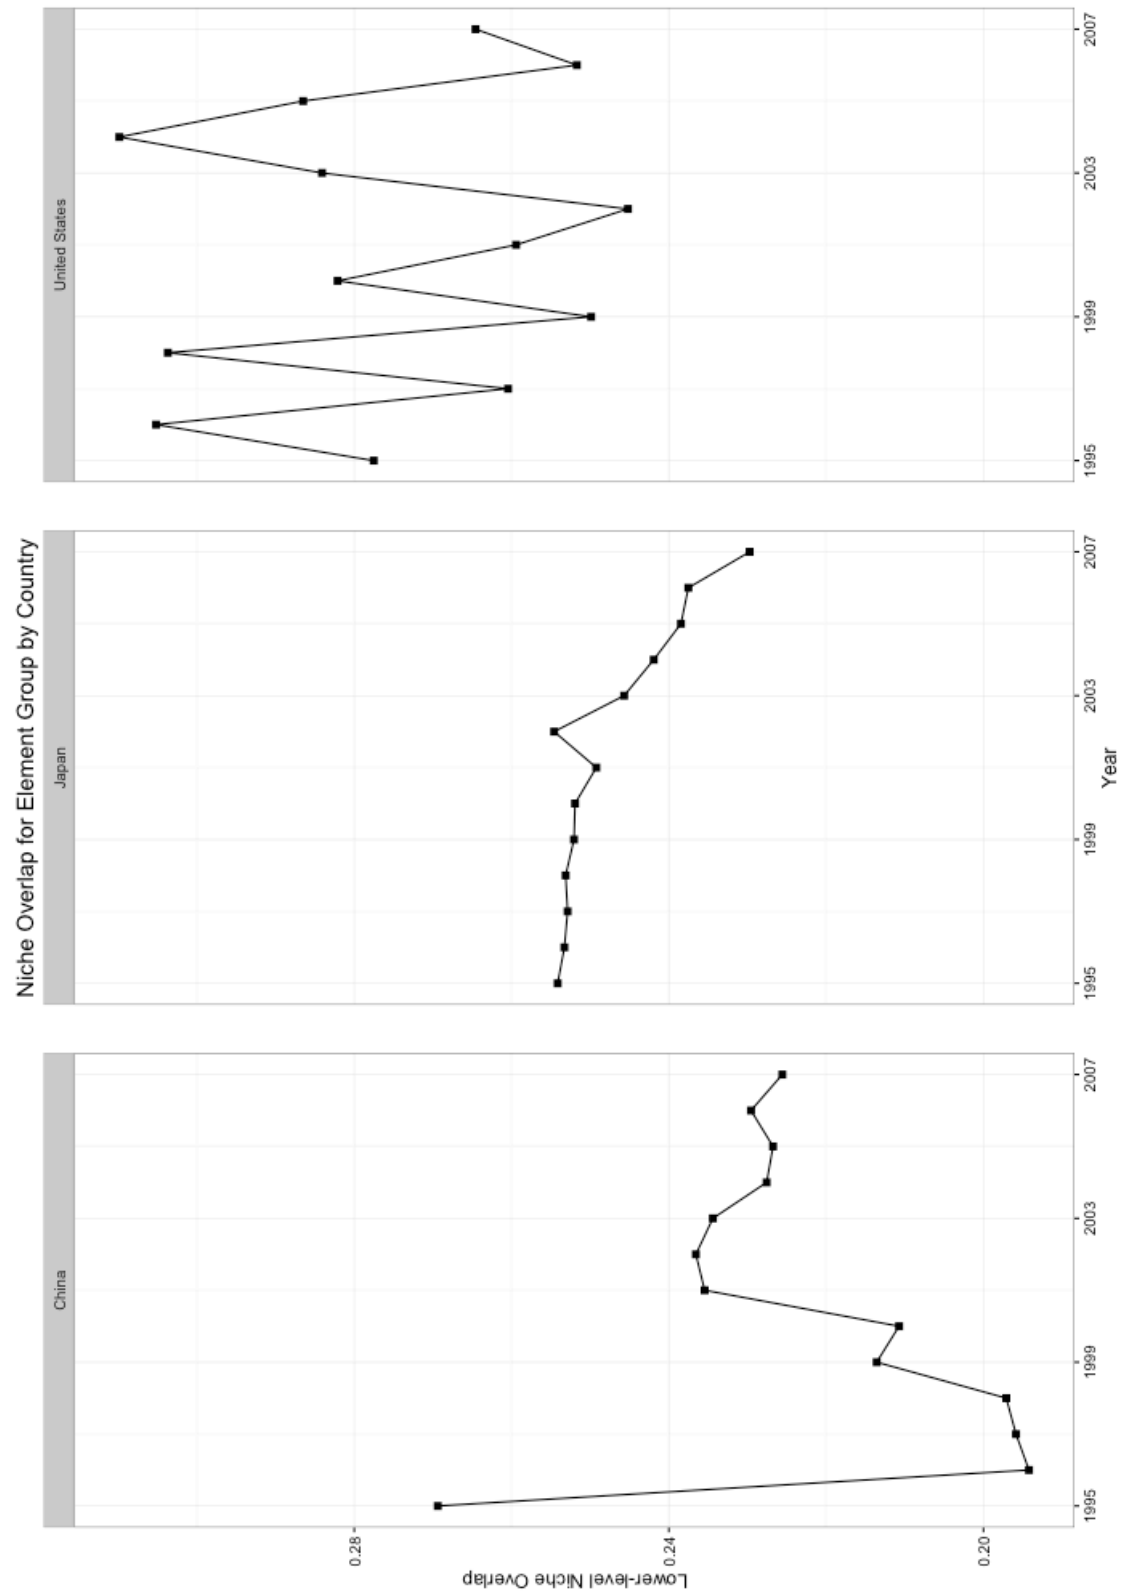 Niche Overlap for Element Group by Country
China
Japan
United States
Lower-level Niche Overlap
0.28
0.24
0.20
1995
1999
2003
2007
1995
1999
2003
2007
1995
1999
2003
2007
Year